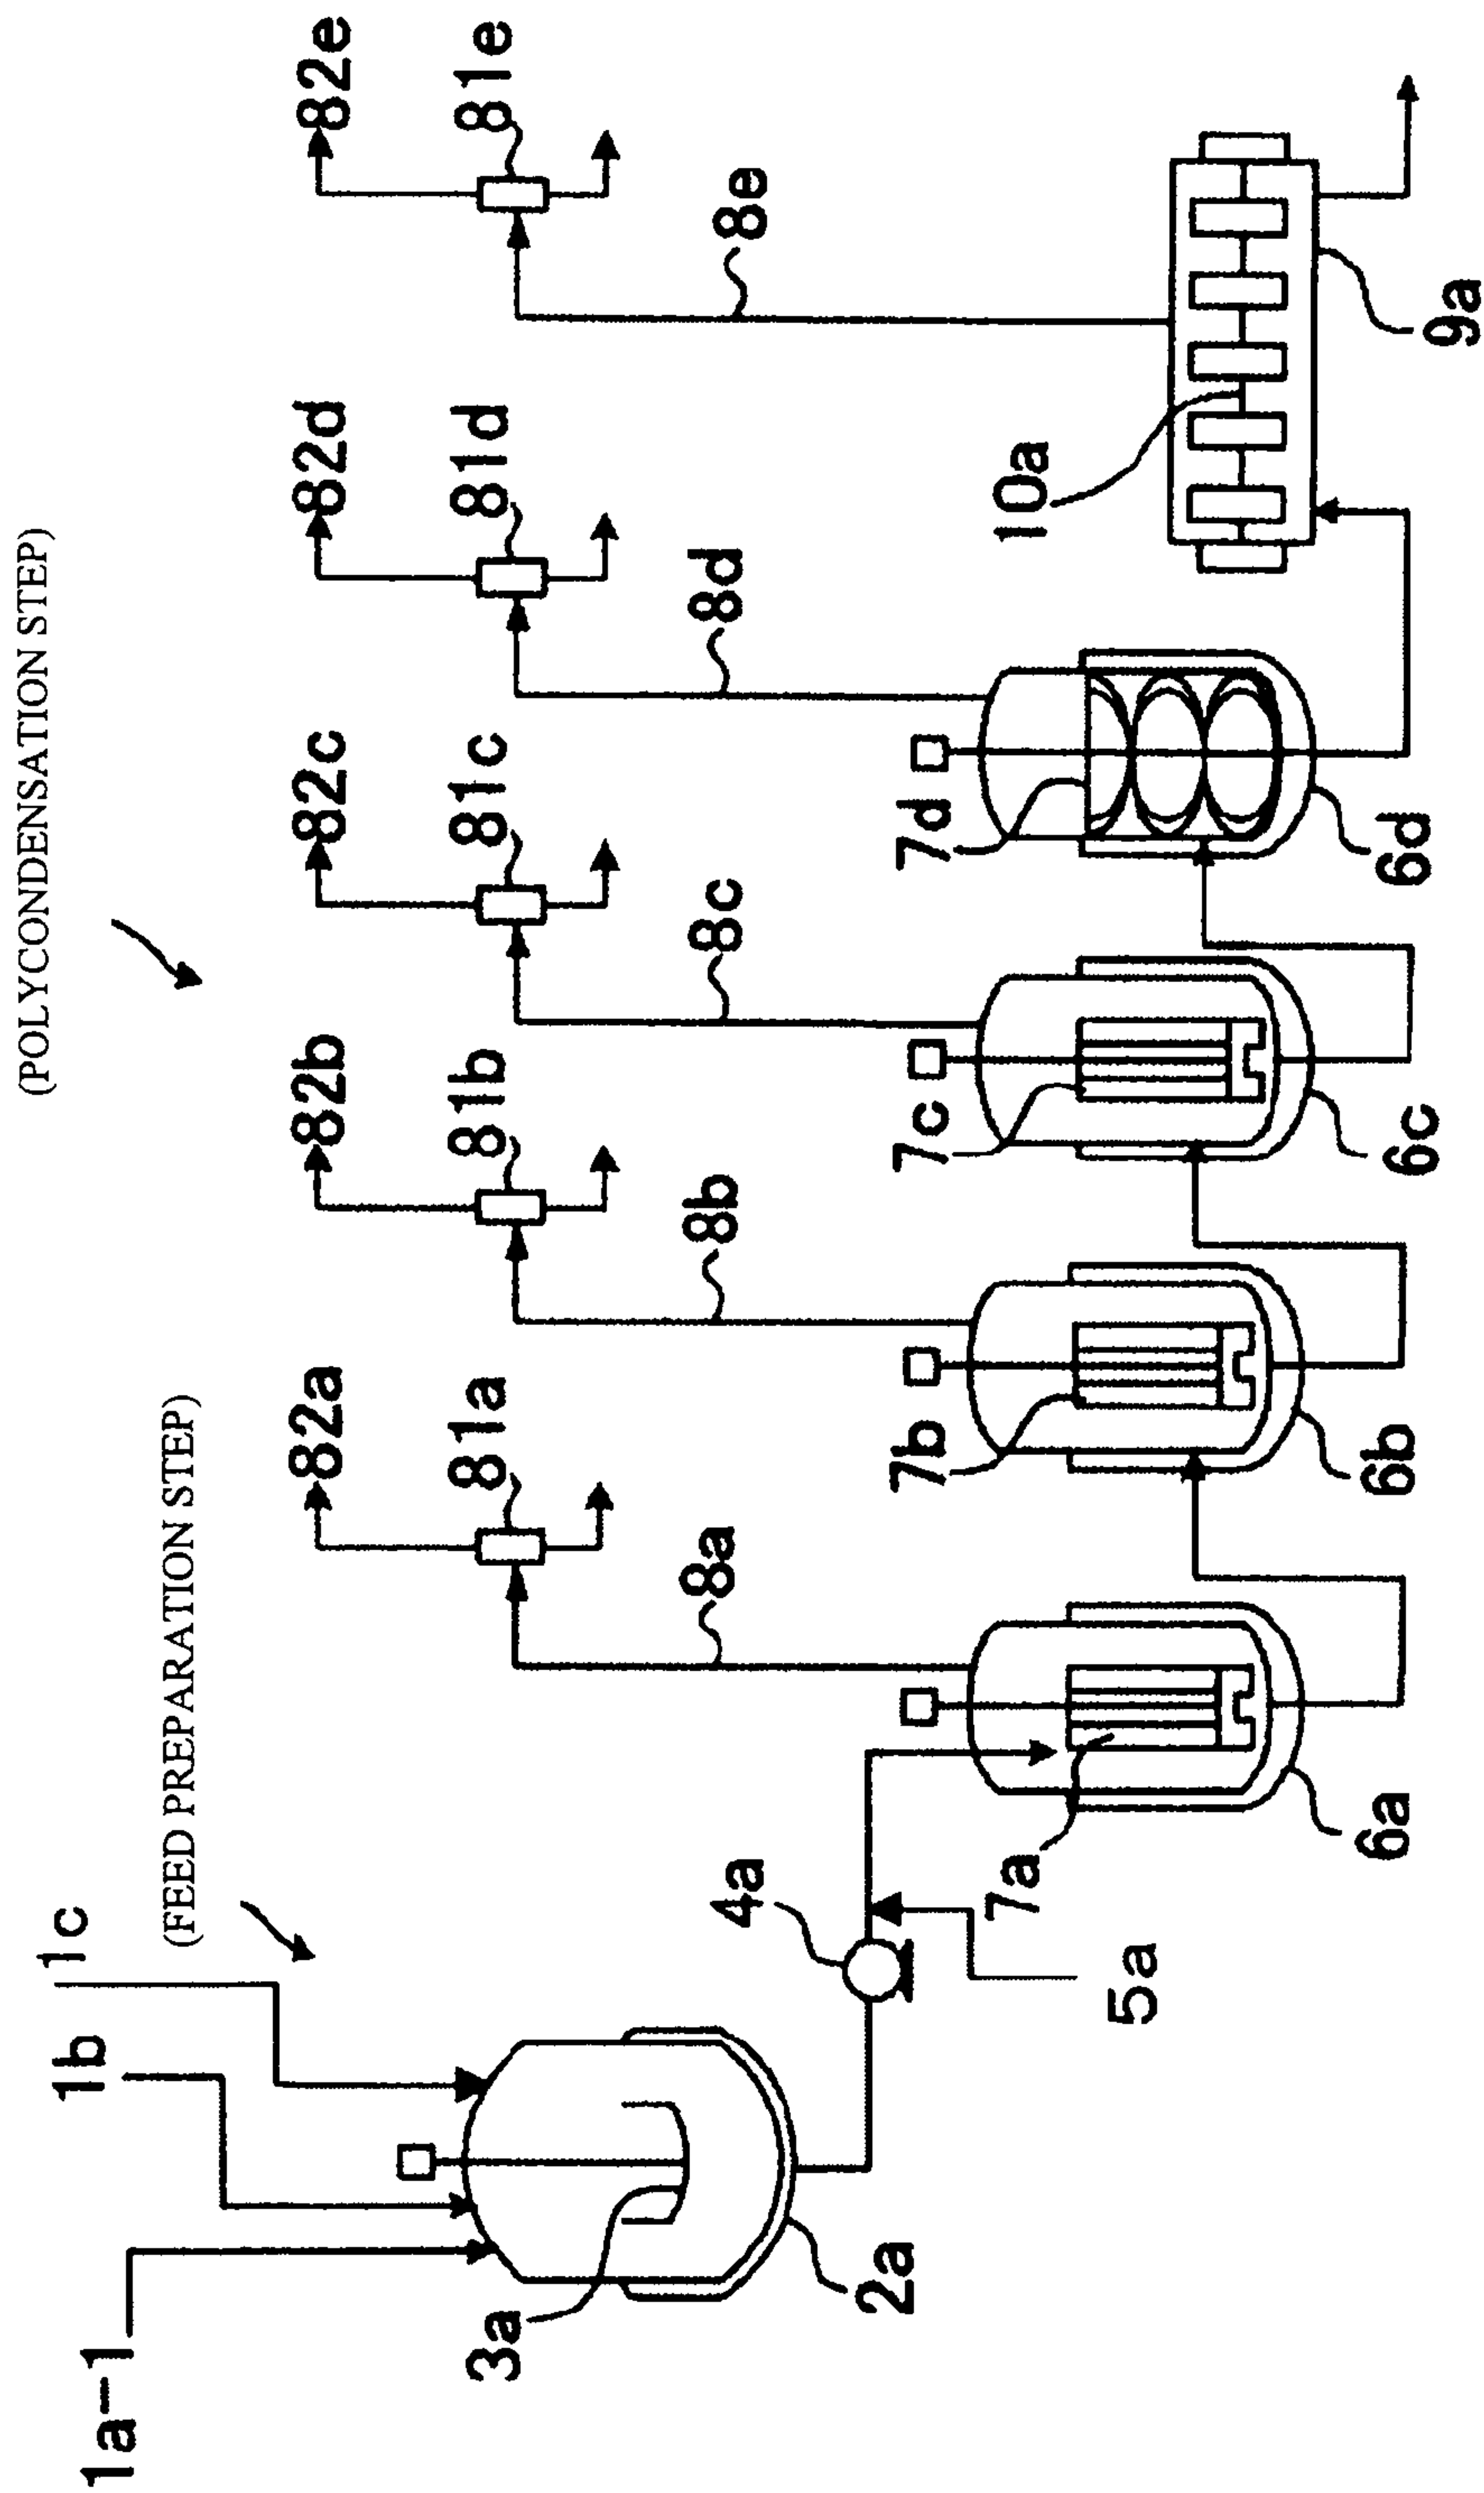 (POLYCONDENSATION STEP)
(FEED PREPARATION STEP)
1a-1
1b
1c
3a
2a
4a
5a
82a
81a
8a
7a
6a
82b
81b
8b
7b
6b
82c
81c
8c
7c
6c
82d
81d
8d
7d
6d
82e
81e
8e
10a
9a